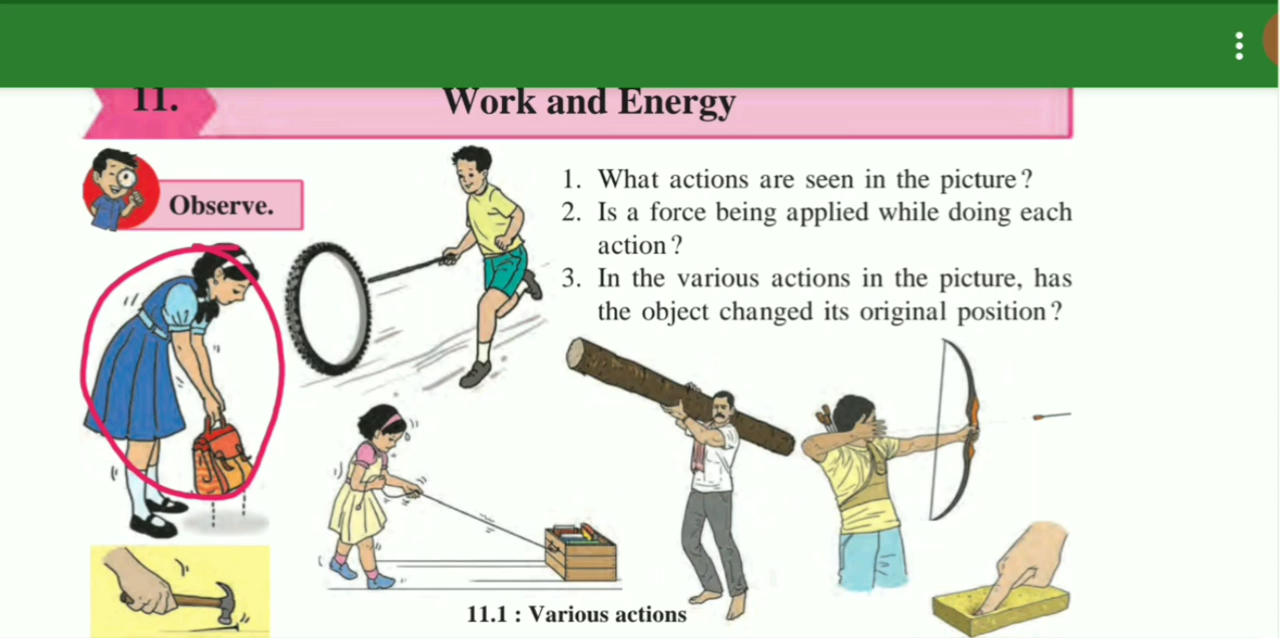 11.
Work and Energy
Observe.
1. What actions are seen in the picture?
2. Is a force being applied while doing each
action?
3. In the various actions in the picture, has
the object changed its original position?
11.1 : Various actions